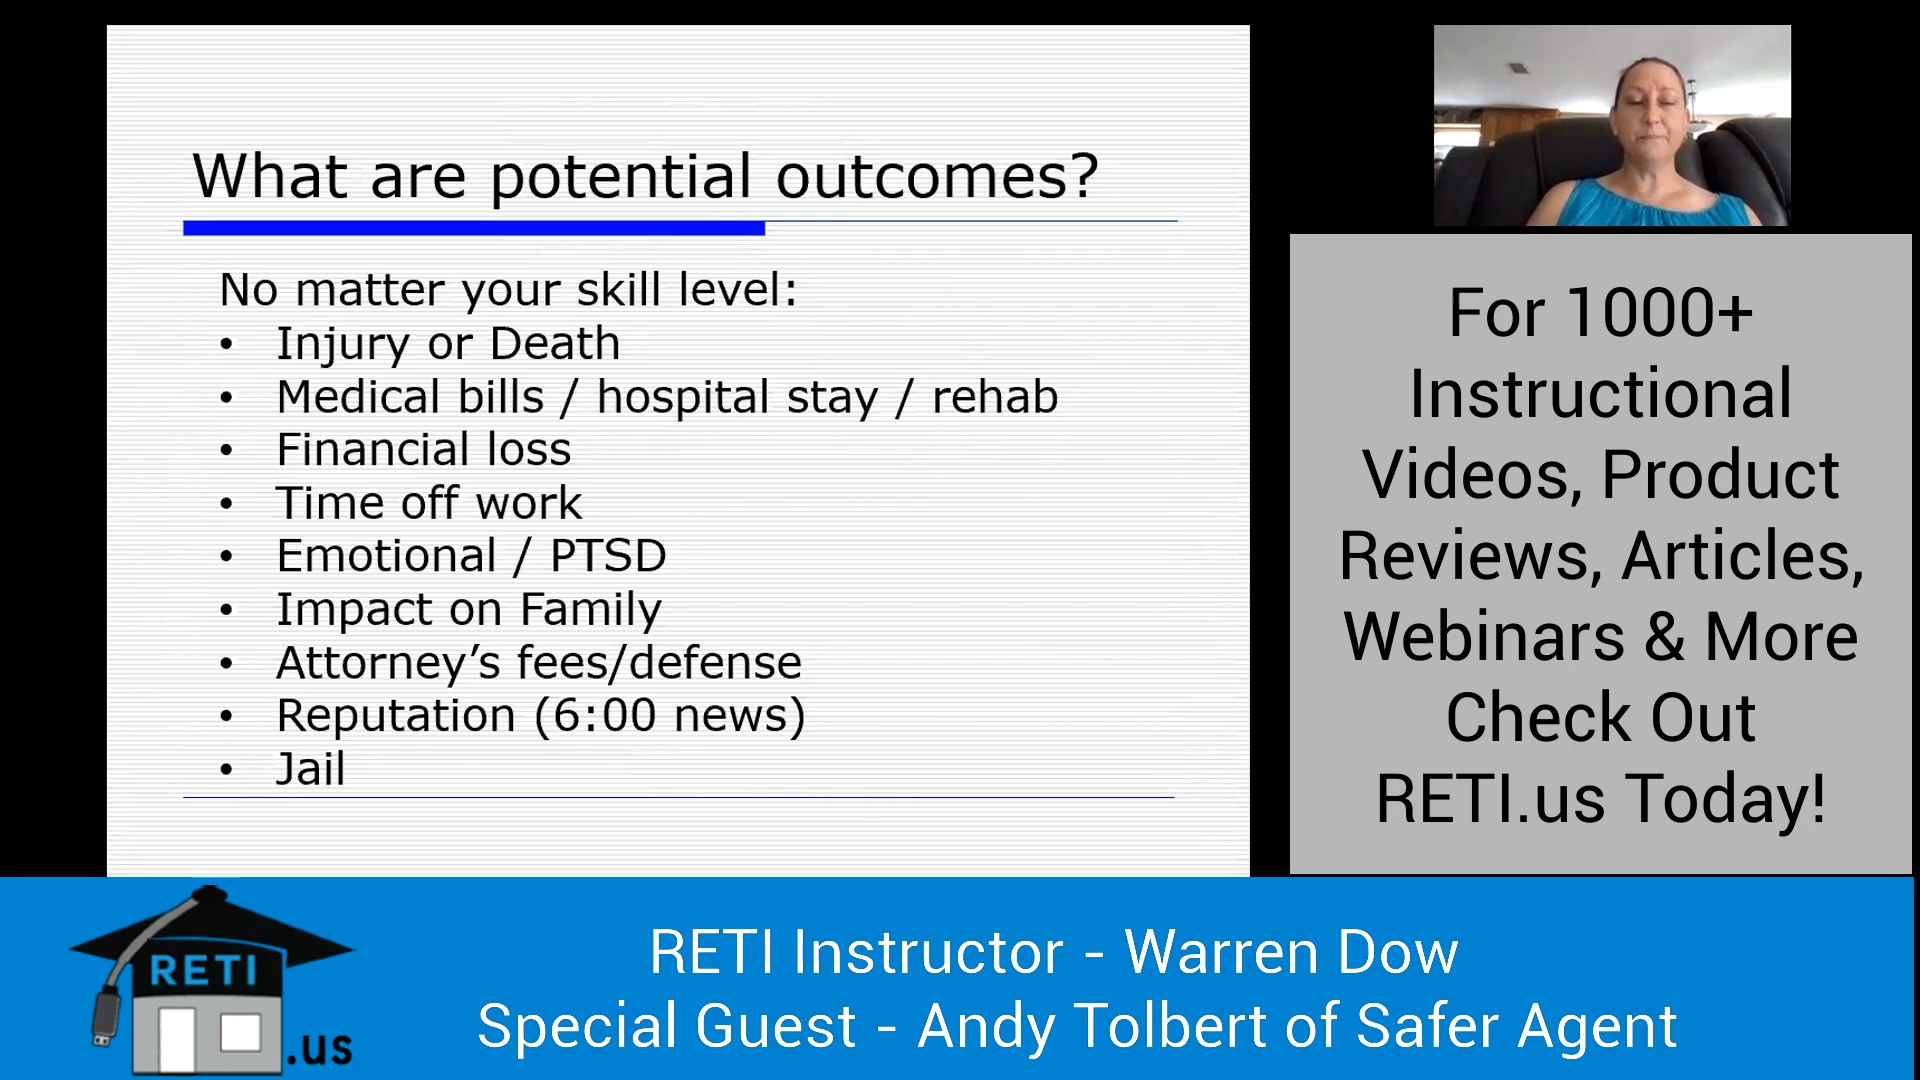 What are potential outcomes?
No matter your skill level:
• Injury or Death
• Medical bills / hospital stay / rehab
• Financial loss
• Time off work
• Emotional / PTSD
• Impact on Family
• Attorney’s fees/defense
• Reputation (6:00 news)
• Jail
For 1000+
Instructional
Videos, Product
Reviews, Articles,
Webinars & More
Check Out
RETI.us Today!
RETI
.us
RETI Instructor - Warren Dow
Special Guest - Andy Tolbert of Safer Agent